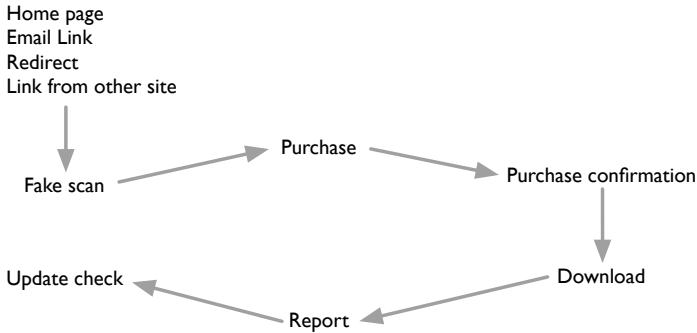 Home page
Email Link
Redirect
Link from other site
Fake scan
Purchase
Purchase confirmation
Download
Report
Update check